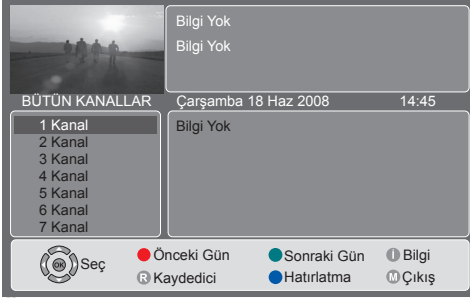 Bilgi Yok
Bilgi Yok
BÜTÜN KANALLAR Çarşamba 18 Haz 2008 14:45
1 Kanal
2 Kanal
3 Kanal
4 Kanal
5 Kanal
6 Kanal
7 Kanal
Bilgi Yok
OK Seç
Önceki Gün Sonraki Gün I Bilgi
R Kaydedici Hatırlatma M Çıkış